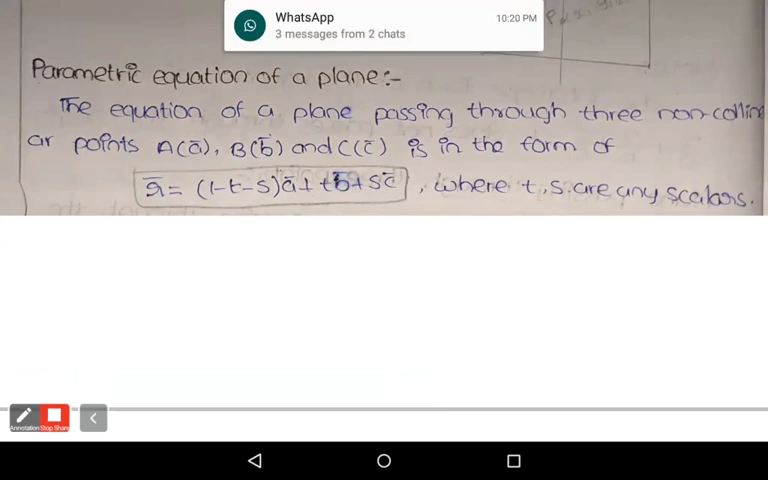 WhatsApp
10:20 PM
3 messages from 2 chats
Parametric equation of a plane:-
The equation of a plane passing through three non-collin
ar points A(ā), B(b̄) and C(c̄) is in the form of
r̄ = (1-t-s)ā + tb̄ + sc̄ , where t, s are any scalars.
Annotation Stop Share